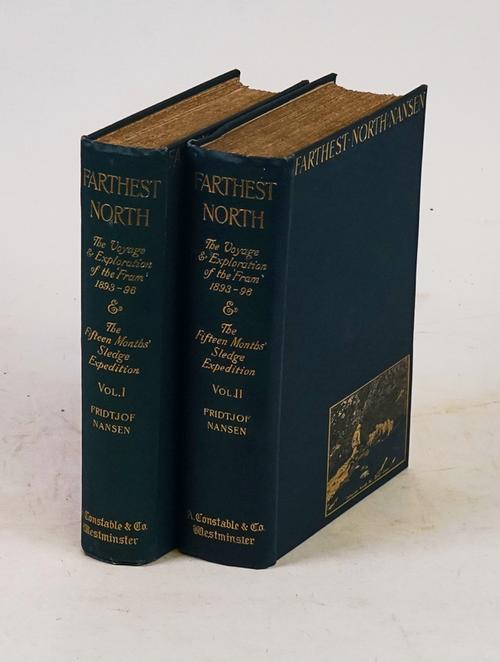 FARTHEST
NORTH
The Voyage
& Exploration
of the 'Fram'
1893–96
&
The
Fifteen Months'
Sledge
Expedition
VOL. I
FRIDTJOF
NANSEN
A. Constable & Co.
Westminster
FARTHEST
NORTH
The Voyage
& Exploration
of the 'Fram'
1893–96
&
The
Fifteen Months'
Sledge
Expedition
VOL. II
FRIDTJOF
NANSEN
A. Constable & Co.
Westminster
FARTHEST·NORTH·NANSEN